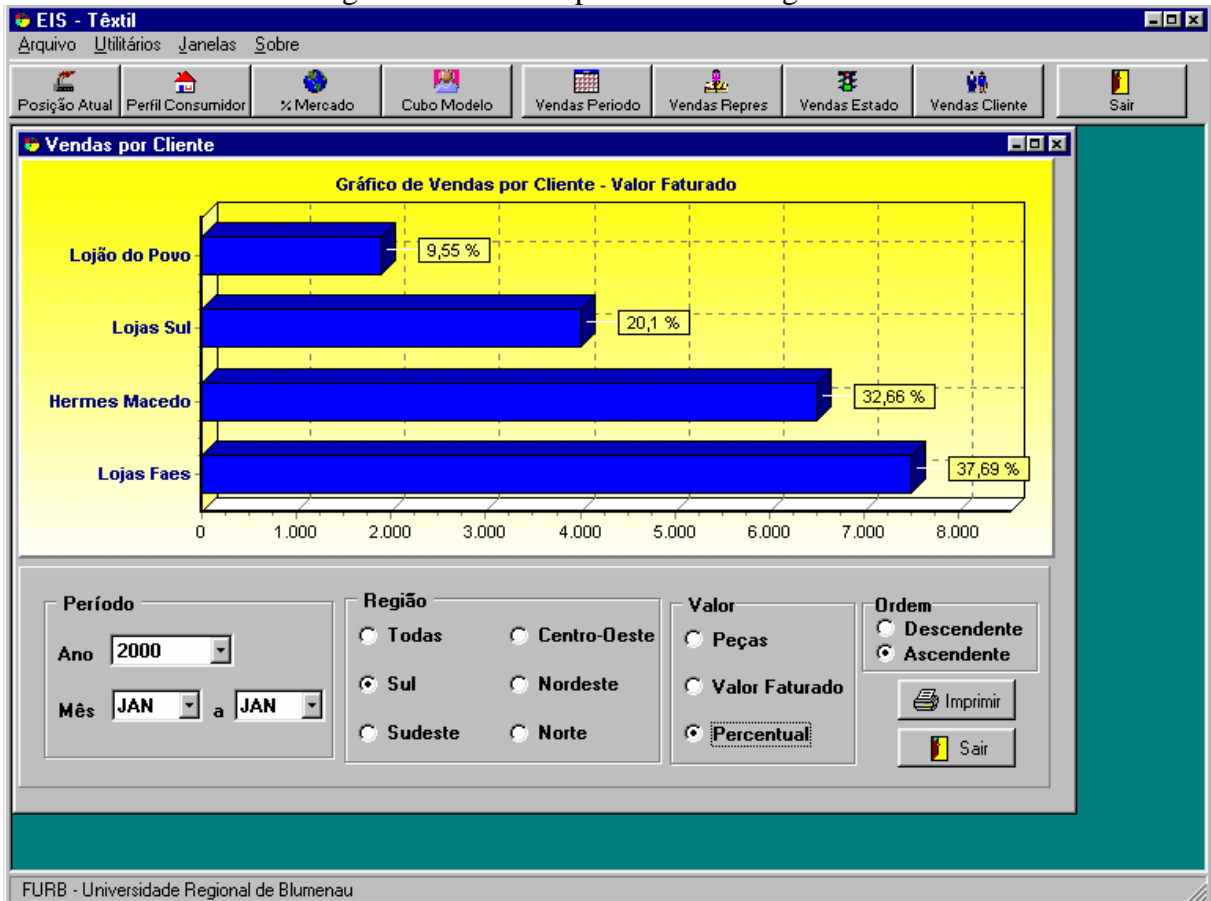 EIS - Têxtil
Arquivo Utilitários Janelas Sobre
Posição Atual Perfil Consumidor % Mercado Cubo Modelo Vendas Periodo Vendas Repres Vendas Estado Vendas Cliente Sair
Vendas por Cliente
Gráfico de Vendas por Cliente - Valor Faturado
Lojão do Povo 9,55 %
Lojas Sul 20,1 %
Hermes Macedo 32,66 %
Lojas Faes 37,69 %
0 1.000 2.000 3.000 4.000 5.000 6.000 7.000 8.000
Período
Ano 2000
Mês JAN a JAN
Região
Todas Centro-Oeste
Sul Nordeste
Sudeste Norte
Valor
Peças
Valor Faturado
Percentual
Ordem
Descendente
Ascendente
Imprimir
Sair
FURB - Universidade Regional de Blumenau